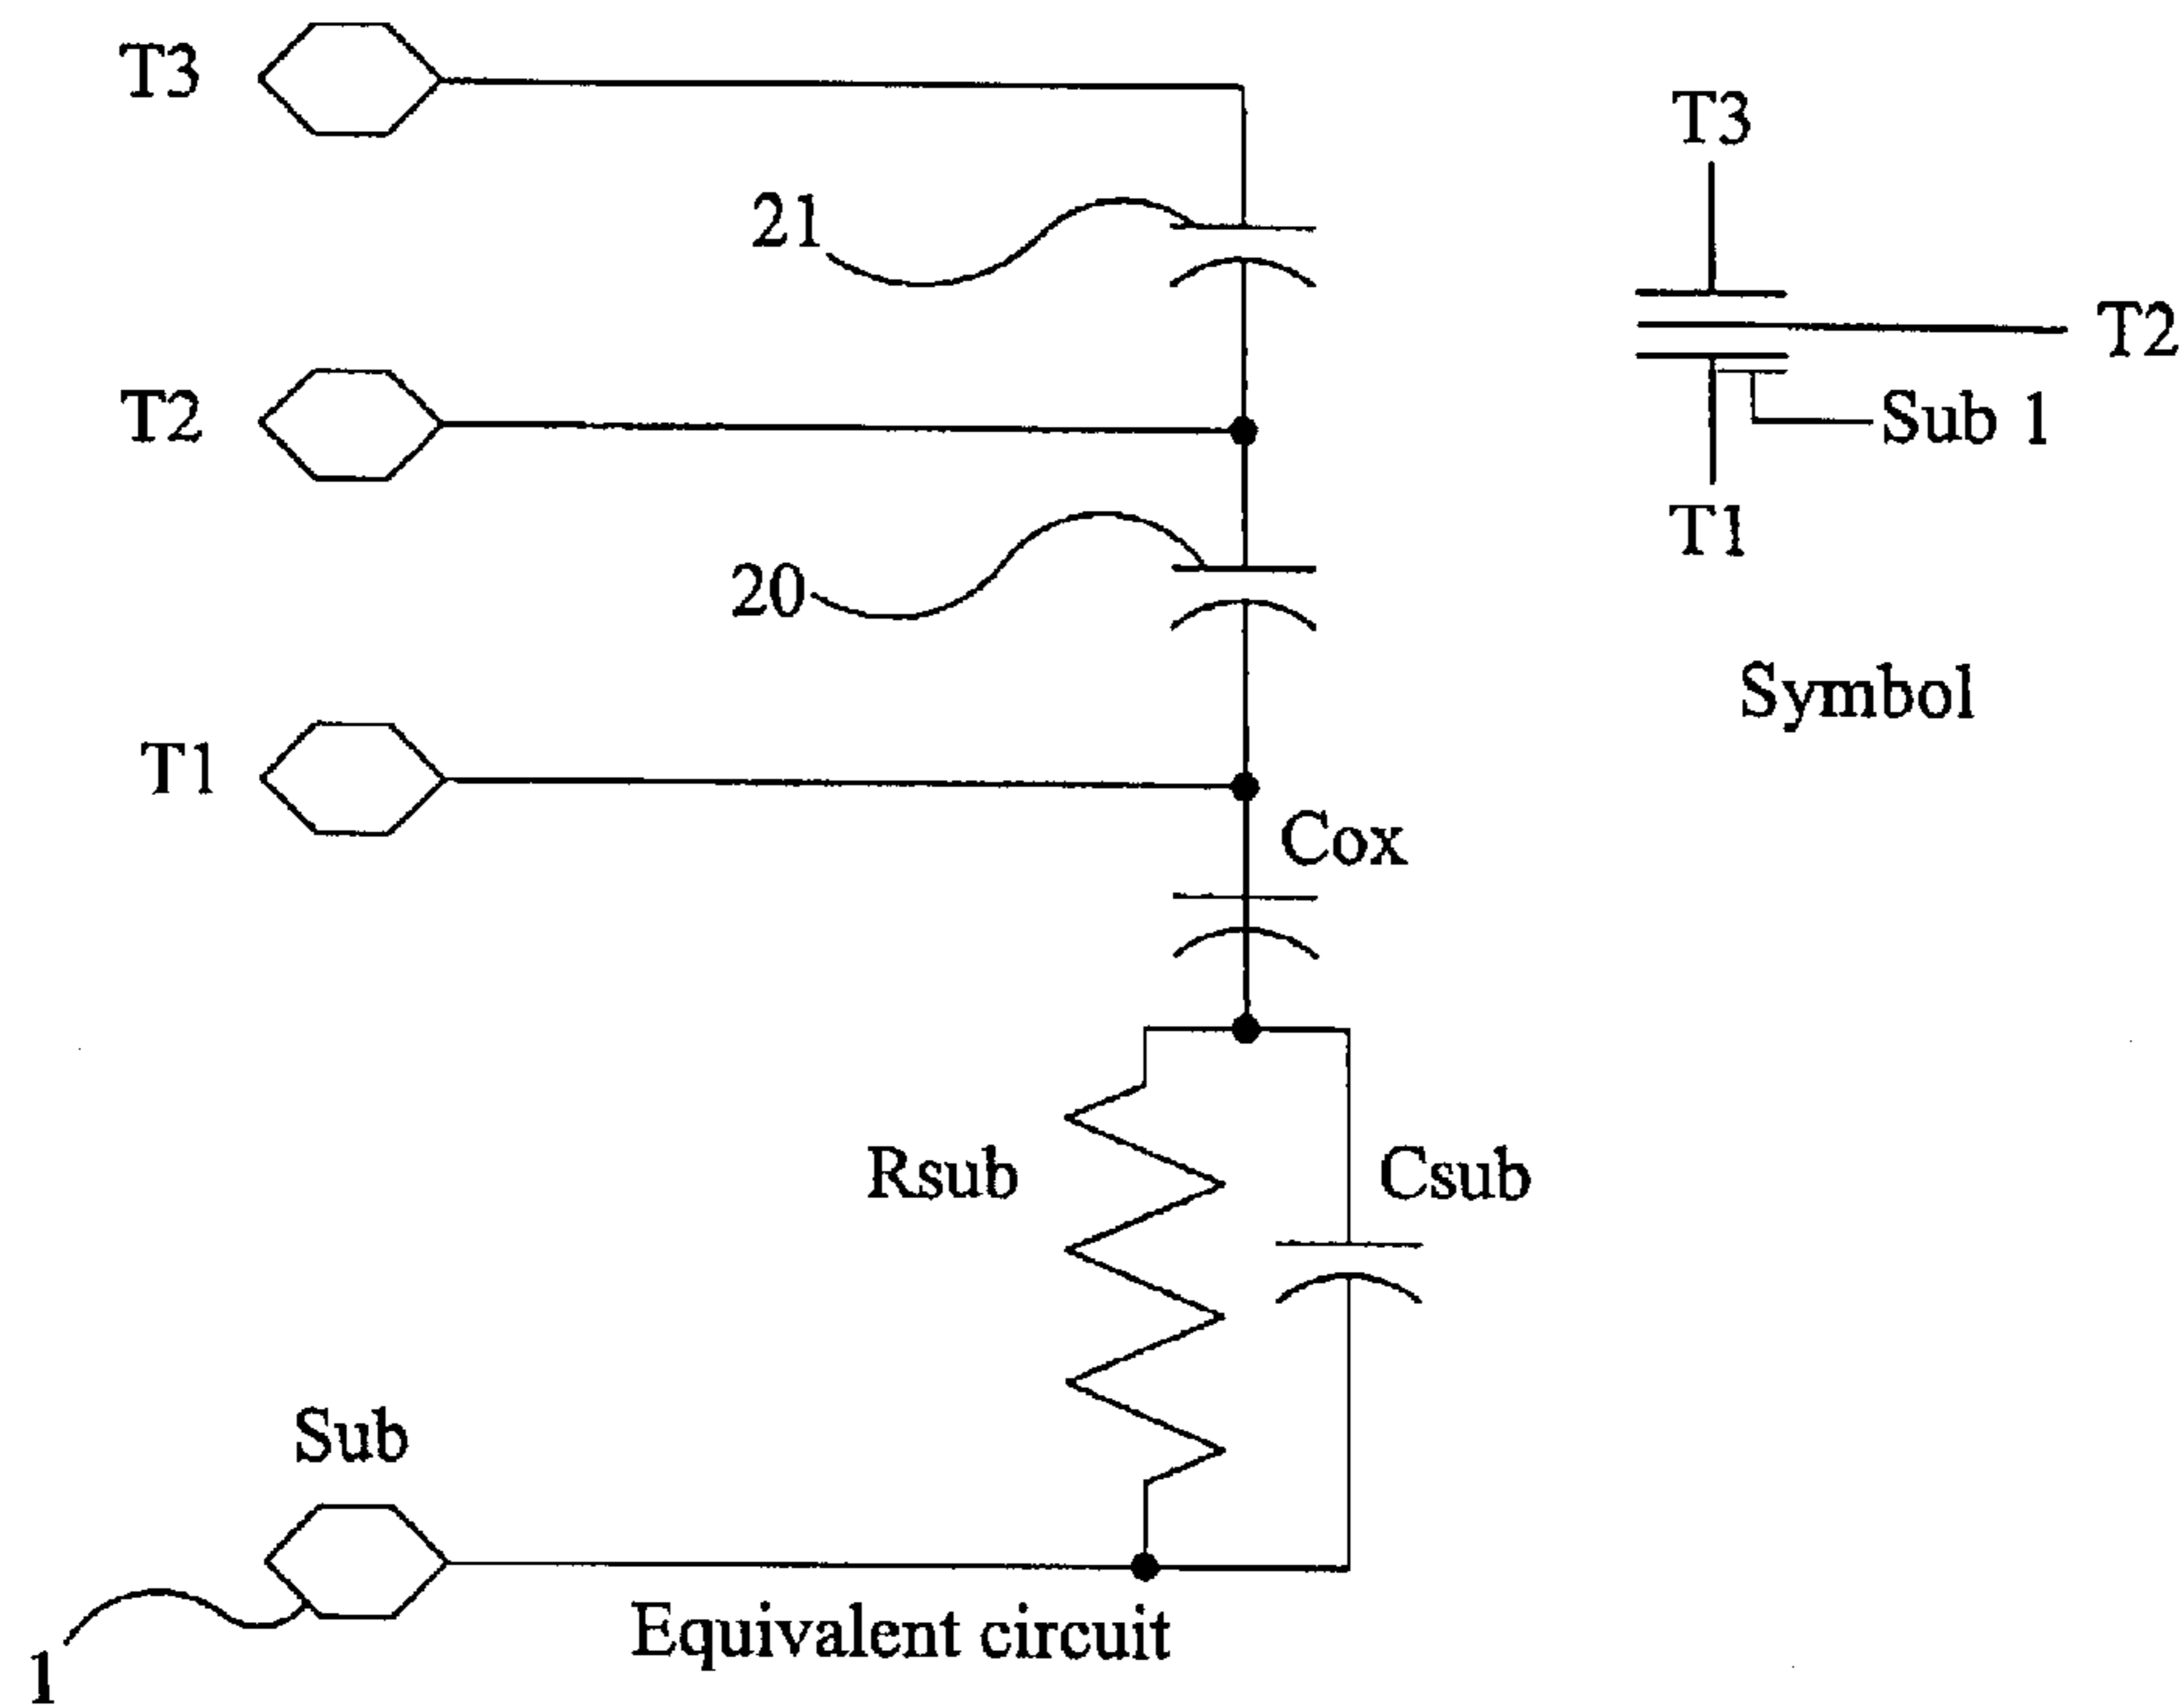 T3
T3
21
T2
T2
Sub 1
T1
20
Symbol
T1
Cox
Rsub
Csub
Sub
Equivalent circuit
1